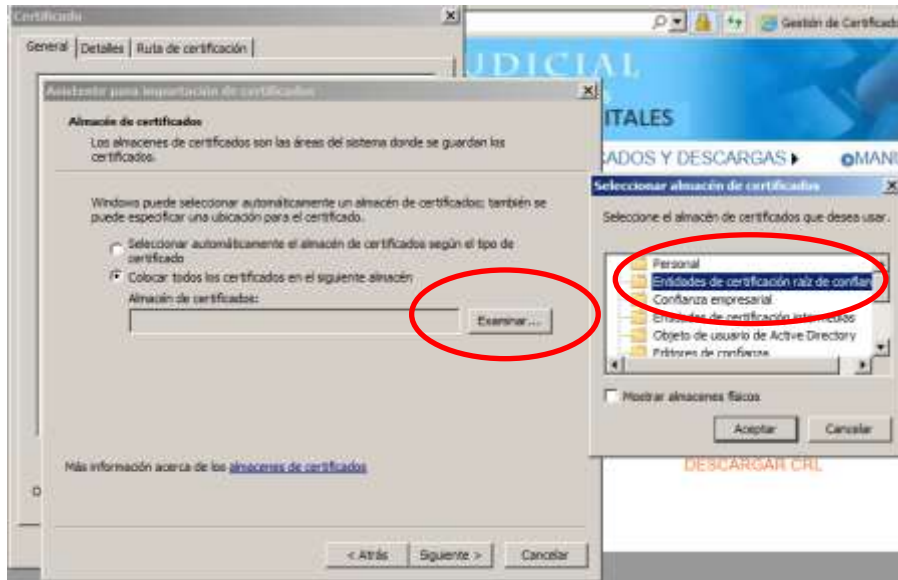 Certificado
General
Detalles
Ruta de certificación
Gestión de Certificado
JUDICIAL
ITALES
ADOS Y DESCARGAS
MANU
Asistente para importación de certificados
Almacén de certificados
Los almacenes de certificados son las áreas del sistema donde se guardan los
certificados.
Windows puede seleccionar automáticamente un almacén de certificados; también se
puede especificar una ubicación para el certificado.
Seleccionar automáticamente el almacén de certificados según el tipo de
certificado
Colocar todos los certificados en el siguiente almacén
Almacén de certificados:
Examinar...
Más información acerca de los almacenes de certificados
< Atrás
Siguiente >
Cancelar
Seleccionar almacén de certificados
Seleccione el almacén de certificados que desea usar.
Personal
Entidades de certificación raíz de confian
Confianza empresarial
Entidades de certificación intermedias
Objeto de usuario de Active Directory
Editores de confianza
Mostrar almacenes físicos
Aceptar
Cancelar
DESCARGAR CRL